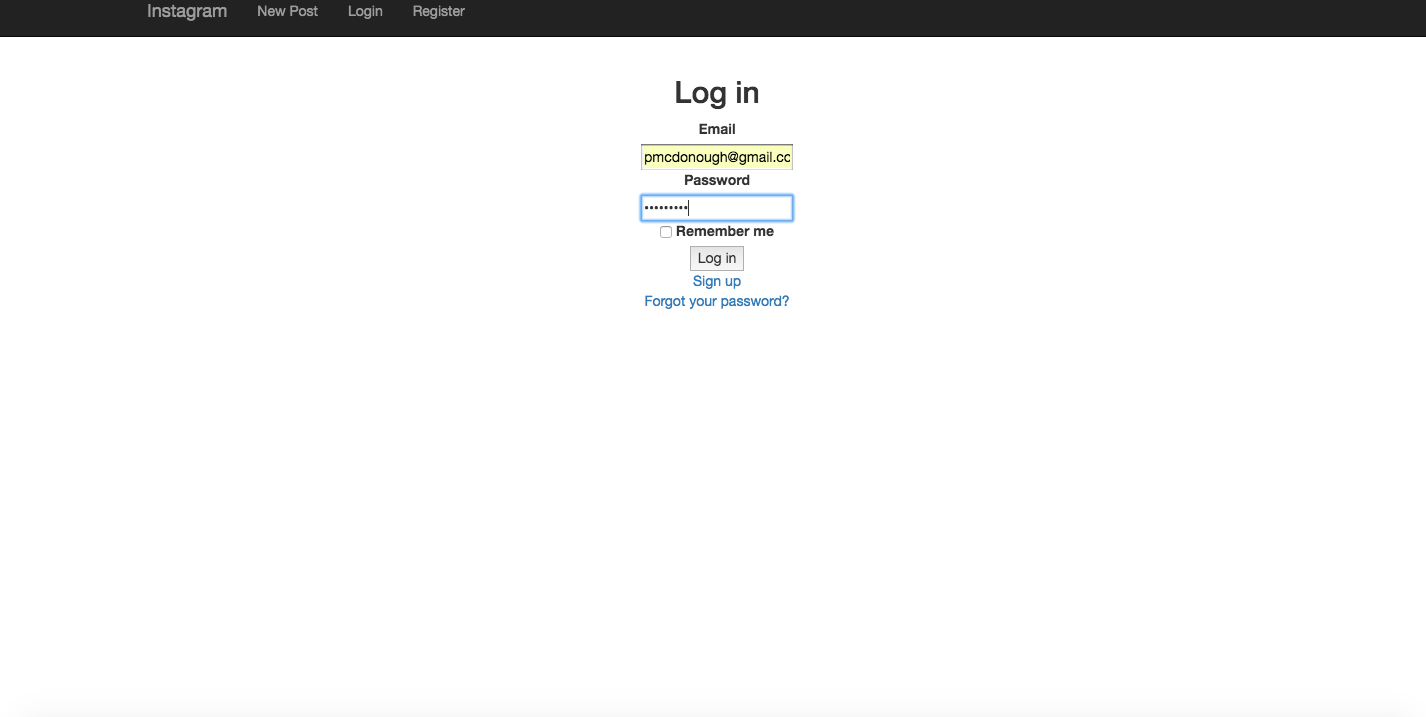 Instagram New Post Login Register
Log in
Email
pmcdonough@gmail.cc
Password
•••••••••
Remember me
Log in
Sign up
Forgot your password?